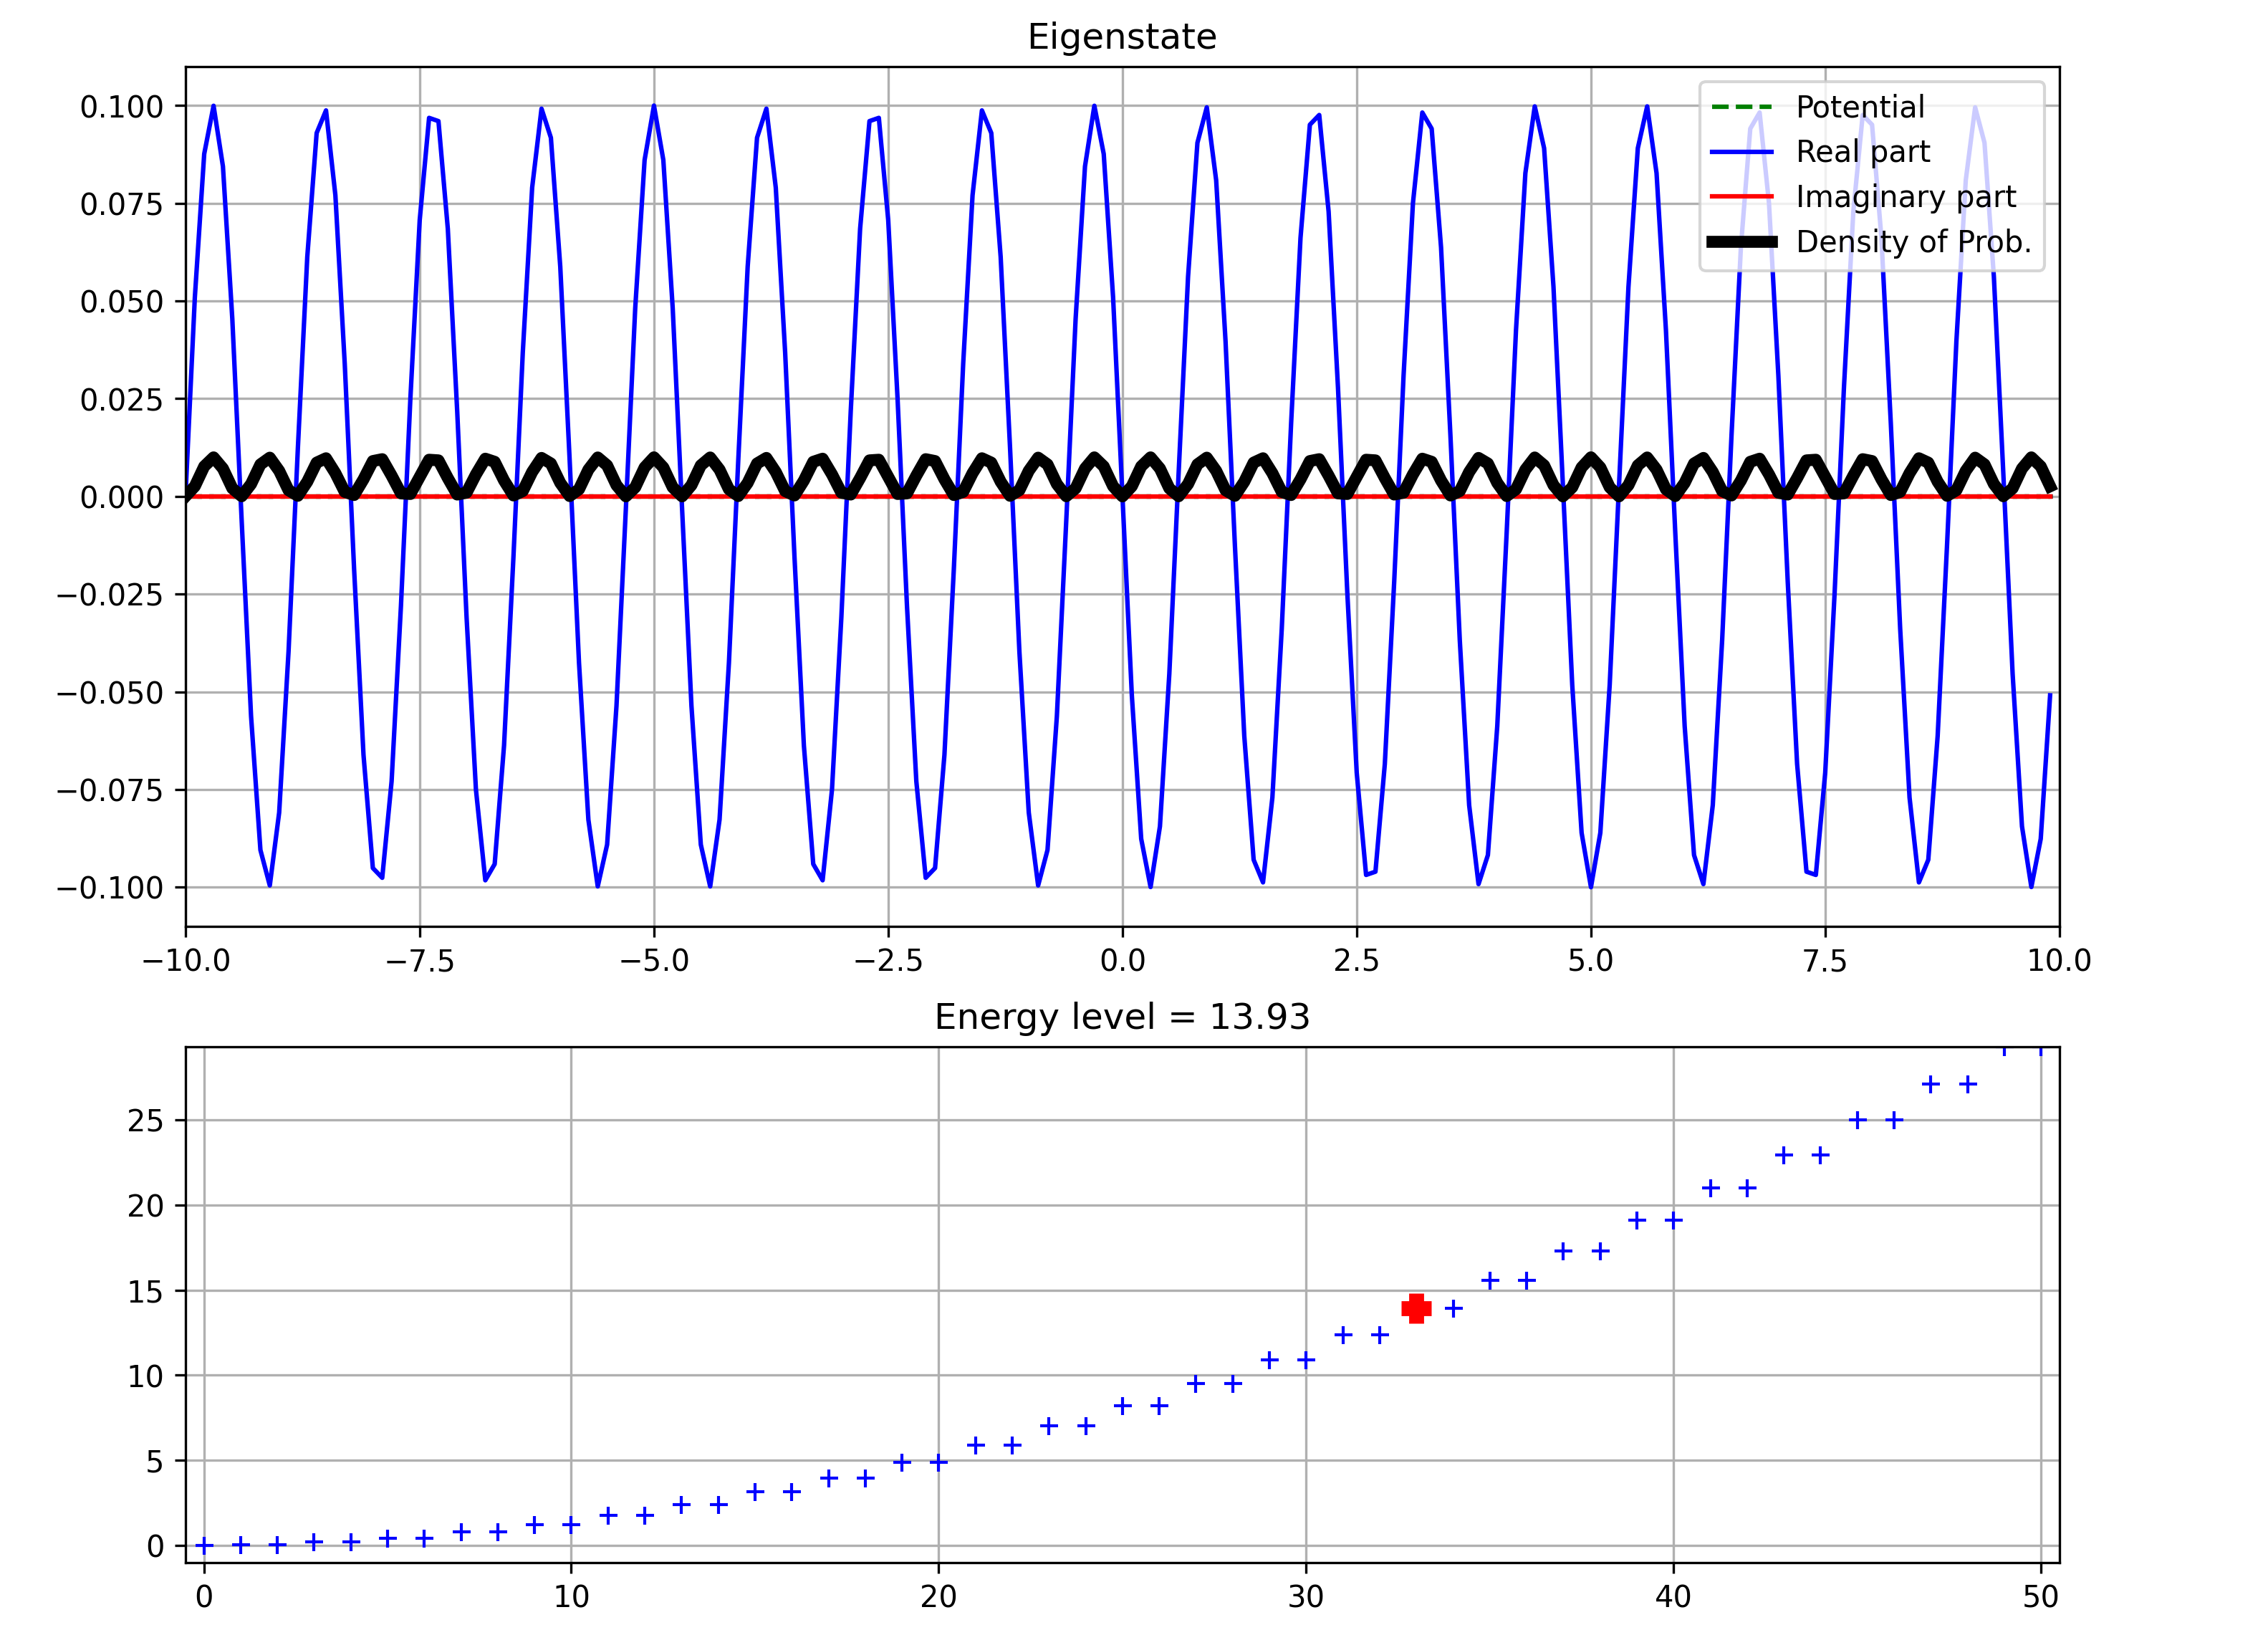 Eigenstate
Potential
Real part
Imaginary part
Density of Prob.
0.100
0.075
0.050
0.025
0.000
−0.025
−0.050
−0.075
−0.100
−10.0 −7.5 −5.0 −2.5 0.0 2.5 5.0 7.5 10.0
Energy level = 13.93
25
20
15
10
5
0
0 10 20 30 40 50